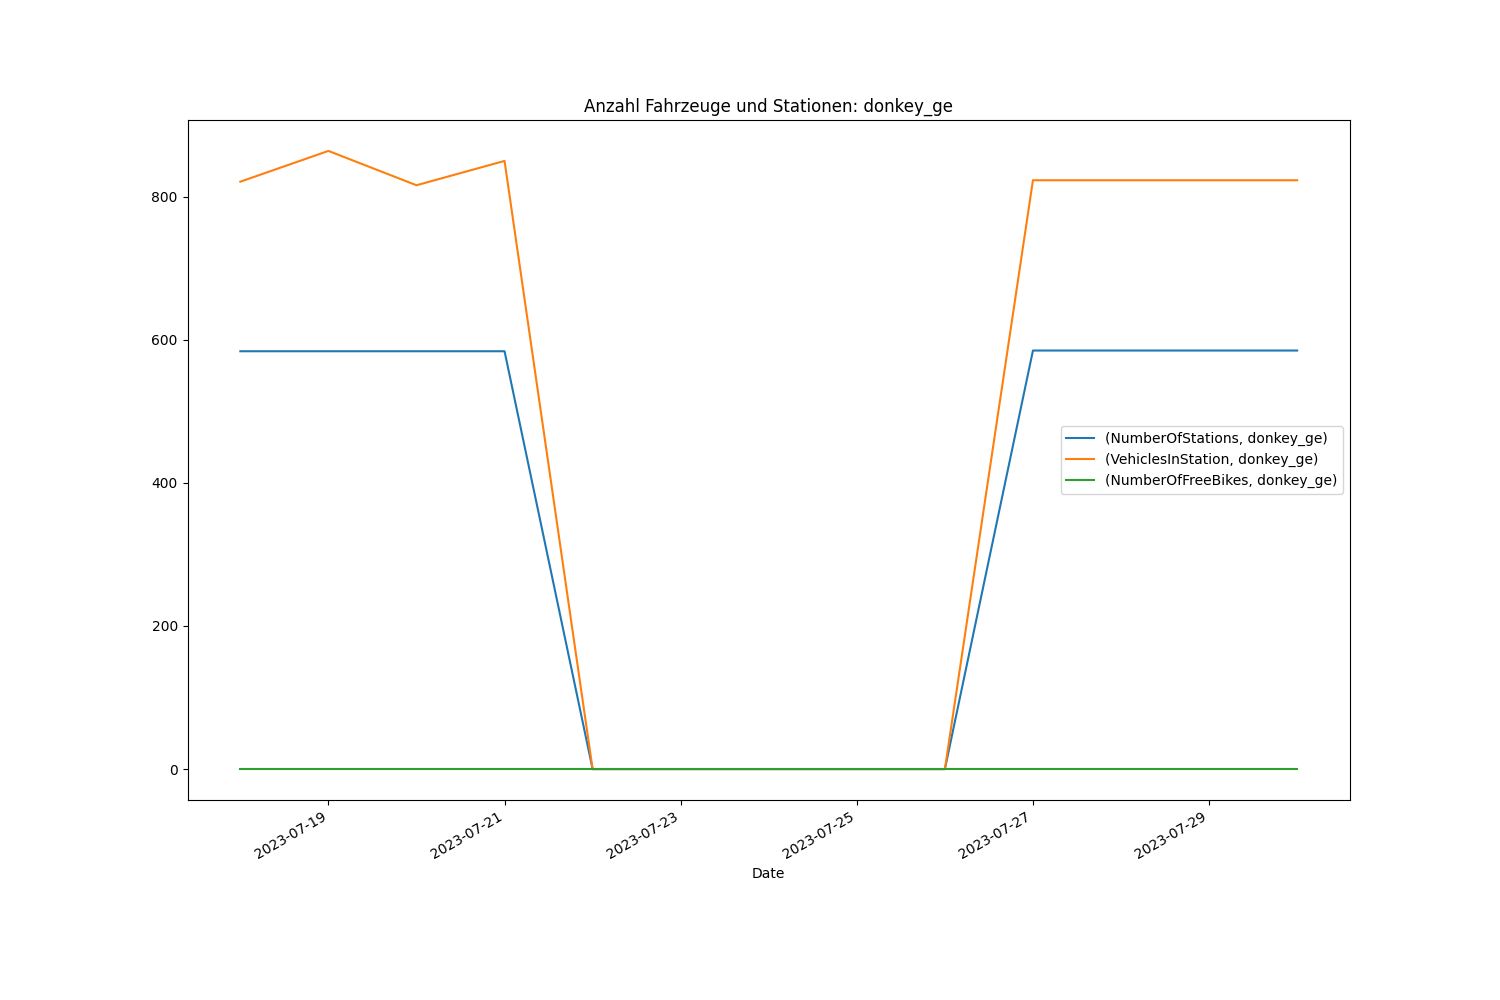 Anzahl Fahrzeuge und Stationen: donkey_ge
800
600
400
200
0
(NumberOfStations, donkey_ge)
(VehiclesInStation, donkey_ge)
(NumberOfFreeBikes, donkey_ge)
2023-07-19
2023-07-21
2023-07-23
2023-07-25
2023-07-27
2023-07-29
Date